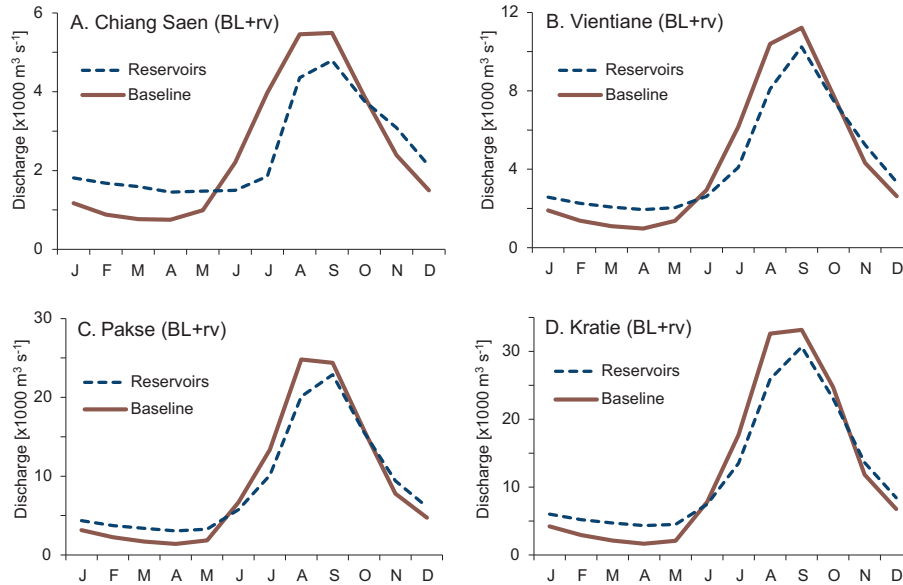 A. Chiang Saen (BL+rv)
Discharge [x1000 m³ s⁻¹]
6
4
2
0
Reservoirs
Baseline
J F M A M J J A S O N D
B. Vientiane (BL+rv)
Discharge [x1000 m³ s⁻¹]
12
8
4
0
Reservoirs
Baseline
J F M A M J J A S O N D
C. Pakse (BL+rv)
Discharge [x1000 m³ s⁻¹]
30
20
10
0
Reservoirs
Baseline
J F M A M J J A S O N D
D. Kratie (BL+rv)
Discharge [x1000 m³ s⁻¹]
30
20
10
0
Reservoirs
Baseline
J F M A M J J A S O N D